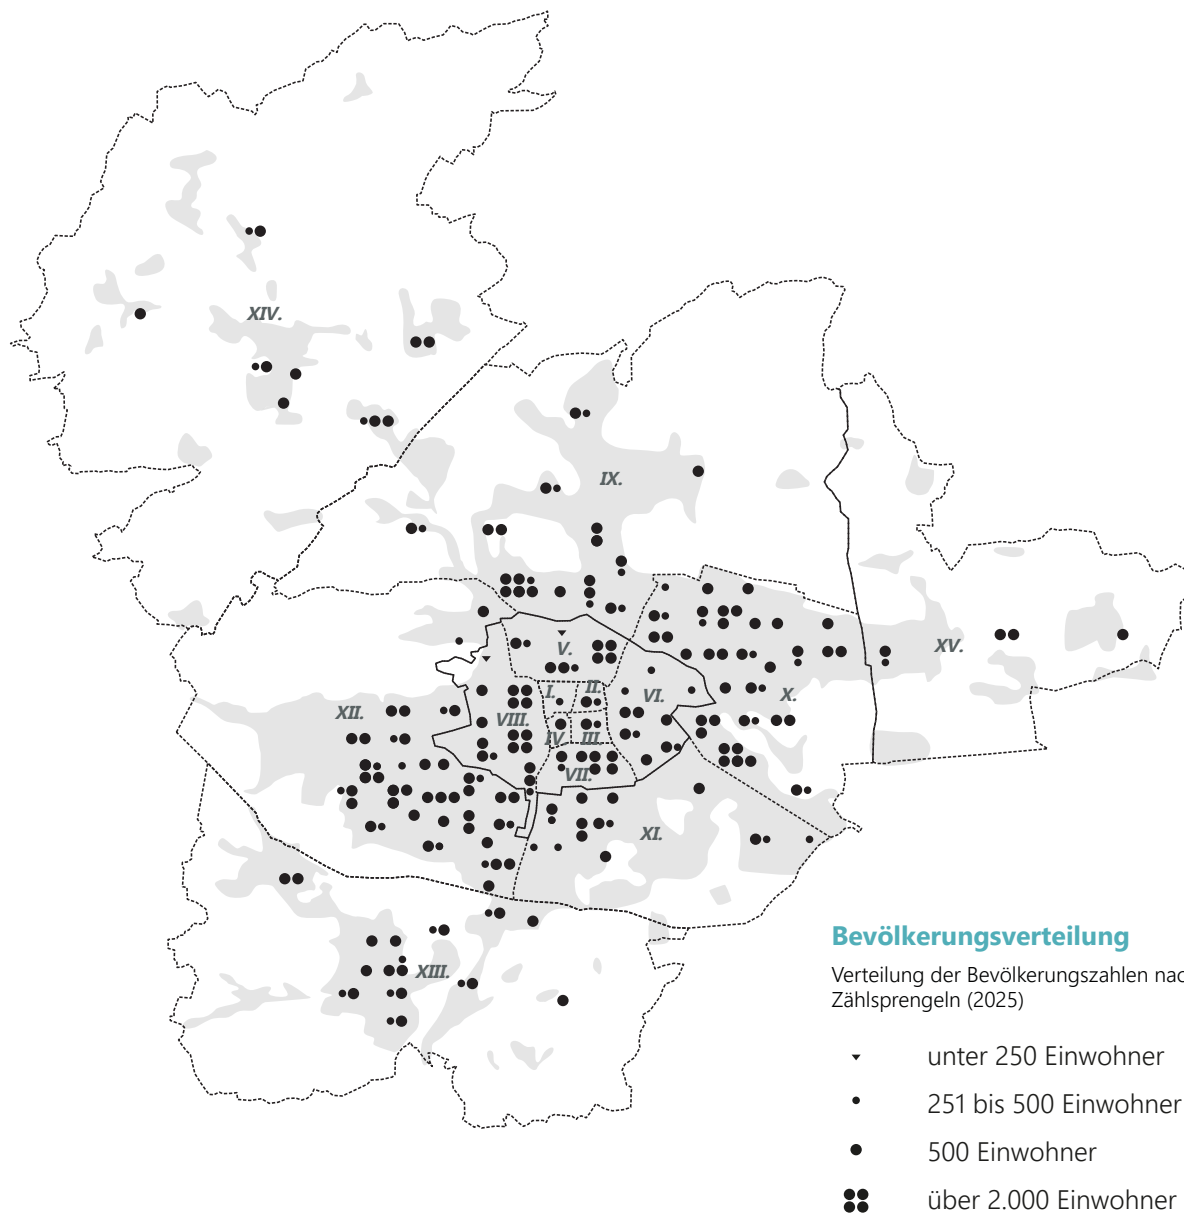 XIV.
IX.
XV.
V.
I.
II.
VI.
X.
XII.
VIII.
IV.
III.
VII.
XI.
XIII.
Bevölkerungsverteilung
Verteilung der Bevölkerungszahlen nac
Zählsprengeln (2025)
unter 250 Einwohner
251 bis 500 Einwohner
500 Einwohner
über 2.000 Einwohner